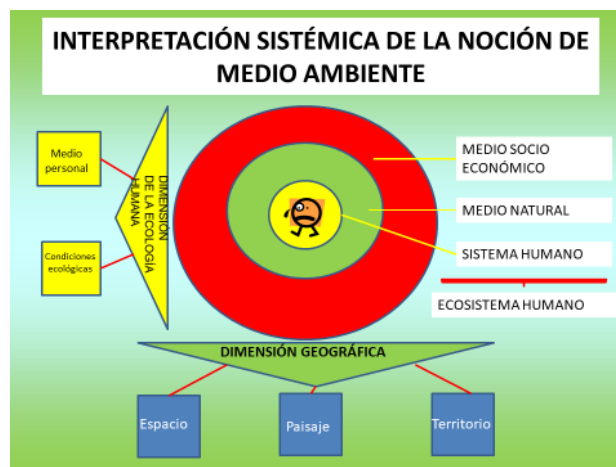 INTERPRETACIÓN SISTÉMICA DE LA NOCIÓN DE
MEDIO AMBIENTE
Medio
personal
Condiciones
ecológicas
DIMENSIÓN
DE LA ECOLOGÍA
HUMANA
MEDIO SOCIO
ECONÓMICO
MEDIO NATURAL
SISTEMA HUMANO
ECOSISTEMA HUMANO
DIMENSIÓN GEOGRÁFICA
Espacio
Paisaje
Territorio